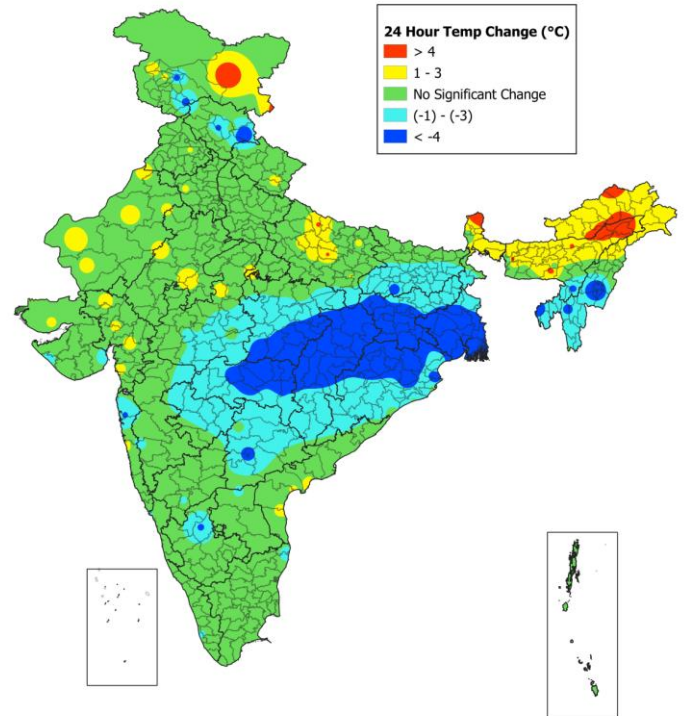 24 Hour Temp Change (°C)
> 4
1 - 3
No Significant Change
(-1) - (-3)
< -4